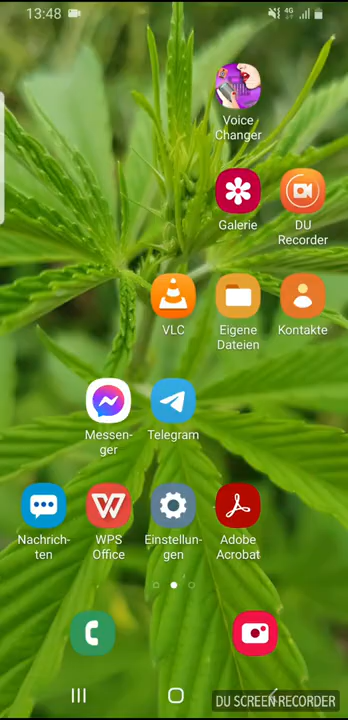 13:48
4G
Voice
Changer
Galerie
DU
Recorder
VLC
Eigene
Dateien
Kontakte
Messen-
ger
Telegram
Nachrich-
ten
WPS
Office
Einstellun-
gen
Adobe
Acrobat
DU SCREEN RECORDER